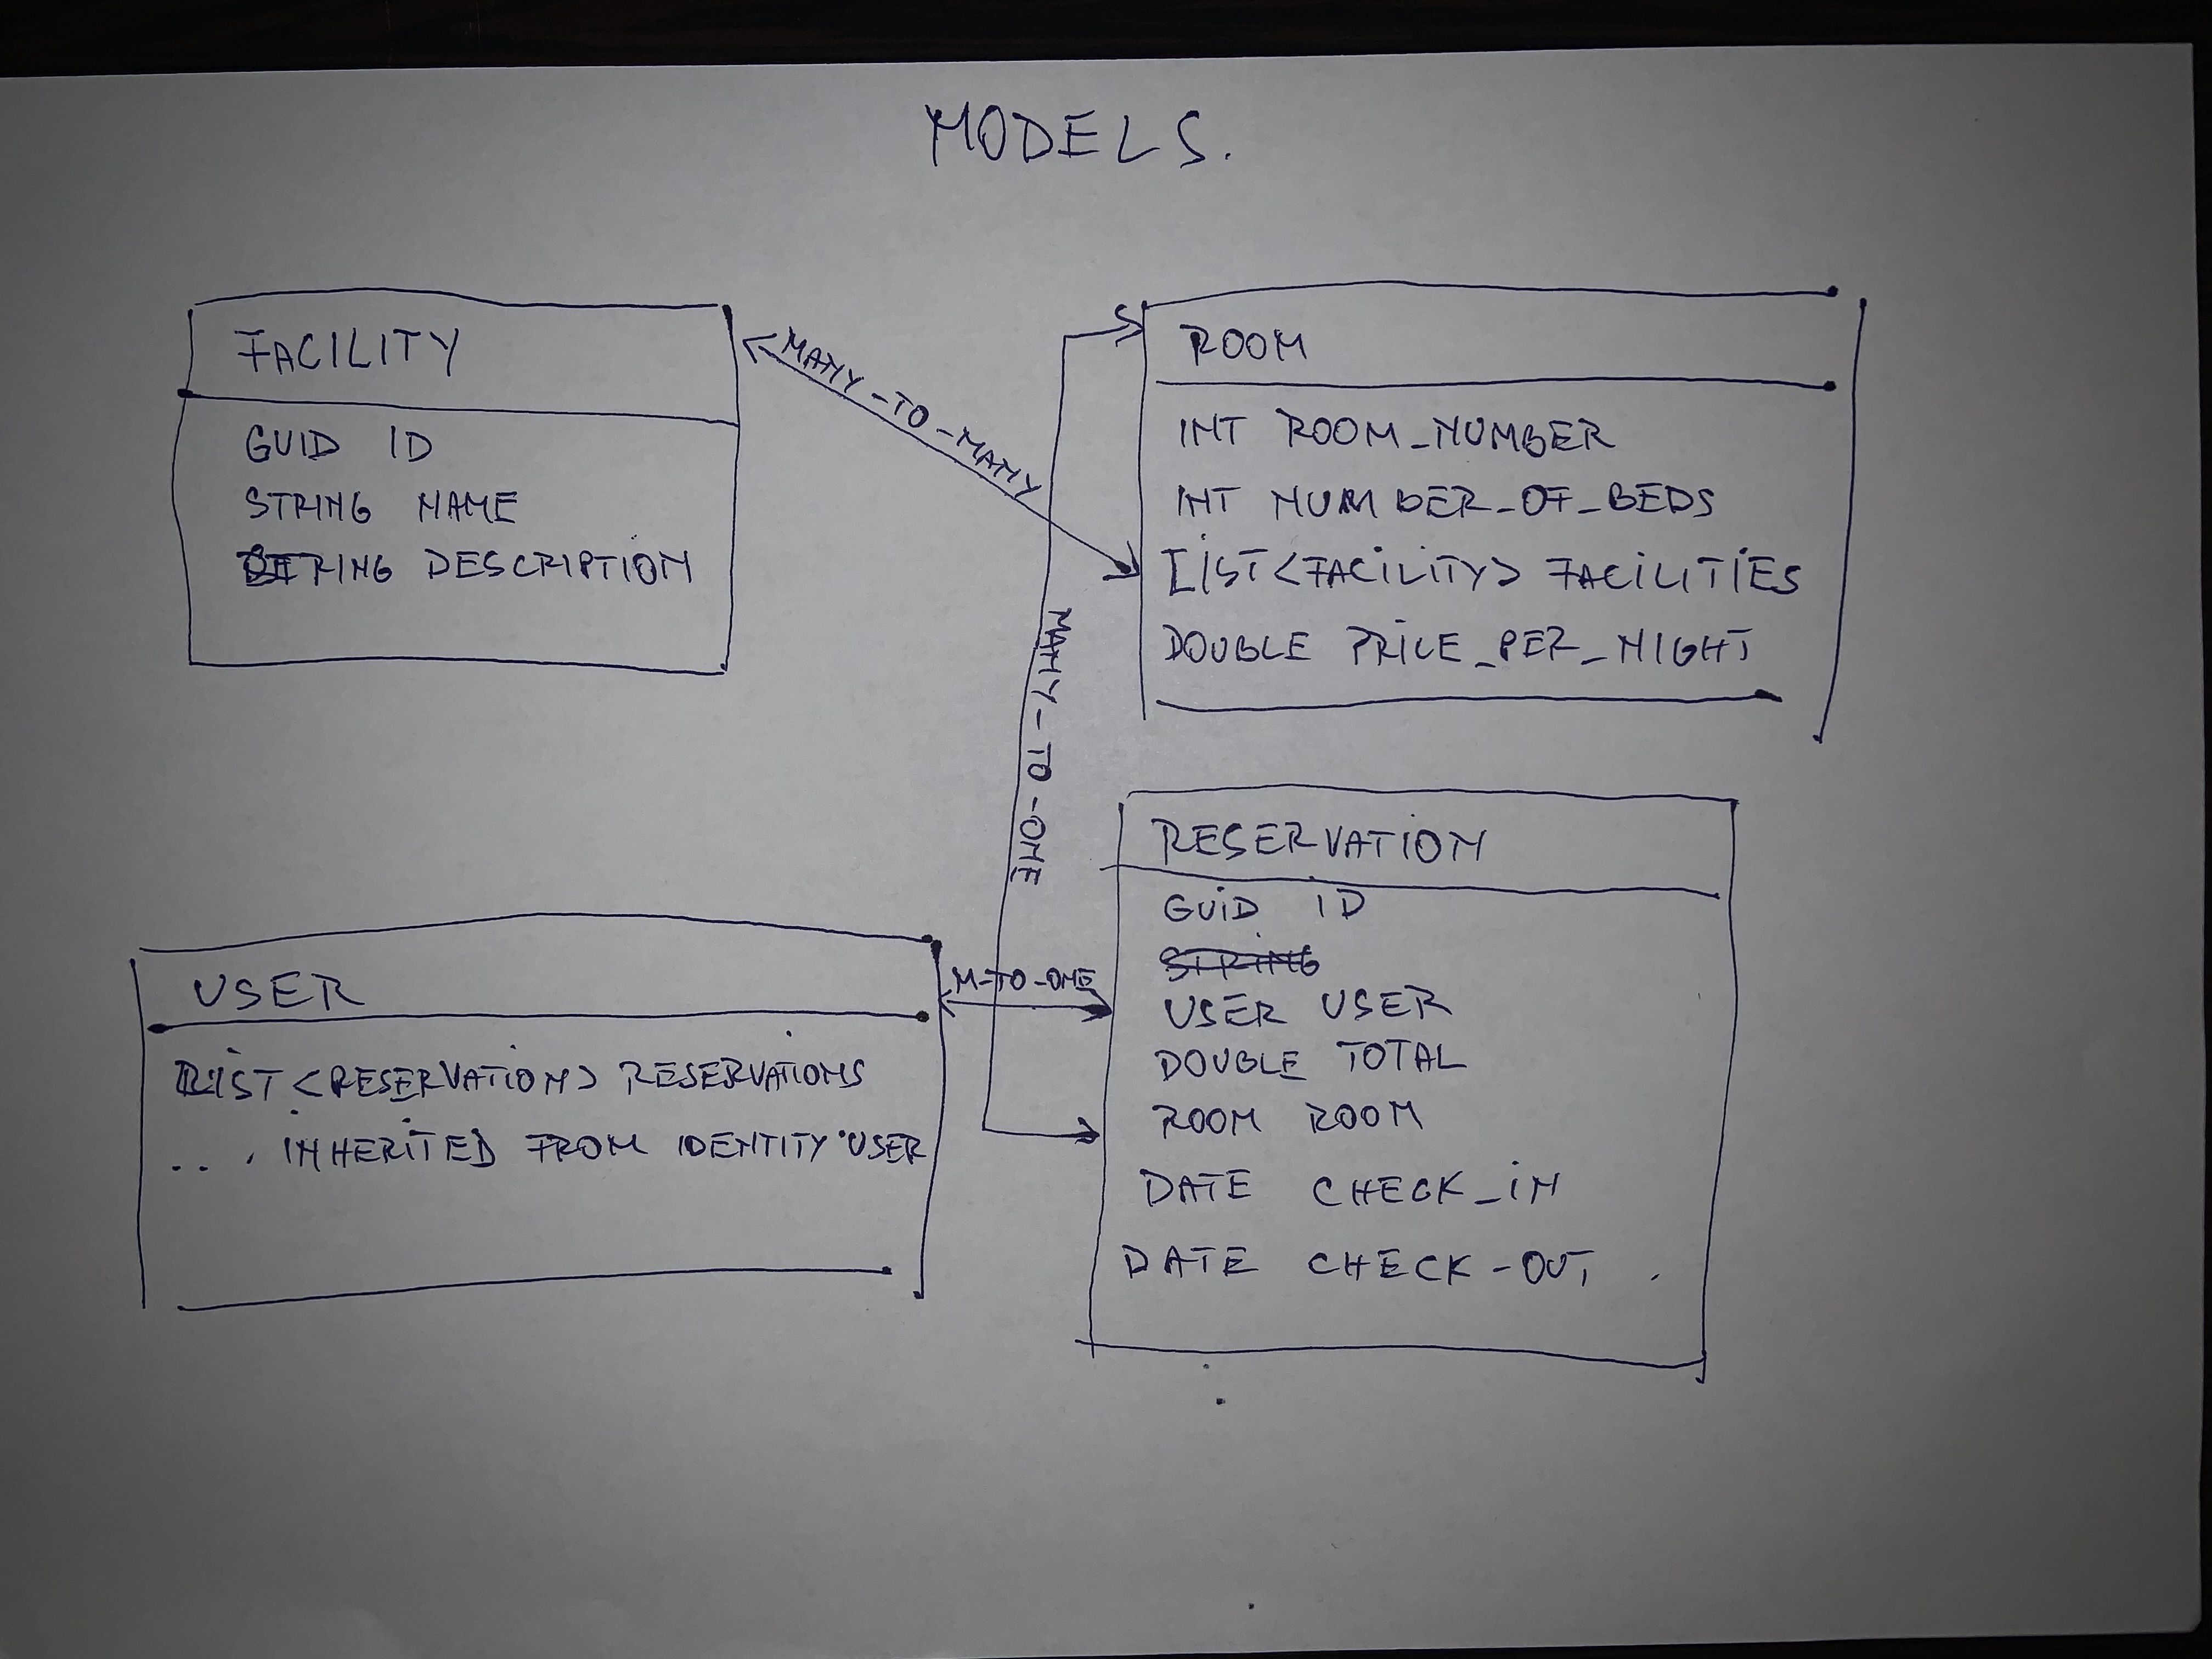 MODELS.
FACILITY
GUID ID
STRING NAME
STRING DESCRIPTION
MANY-TO-MANY
ROOM
INT ROOM_NUMBER
INT NUMBER_OF_BEDS
LIST<FACILITY> FACILITIES
DOUBLE PRICE_PER_NIGHT
MANY-TO-ONE
USER
LIST<RESERVATION> RESERVATIONS
.., INHERITED FROM IDENTITY USER
M-TO-ONE
RESERVATION
GUID ID
STRING
USER USER
DOUBLE TOTAL
ROOM ROOM
DATE CHECK_IN
DATE CHECK-OUT.